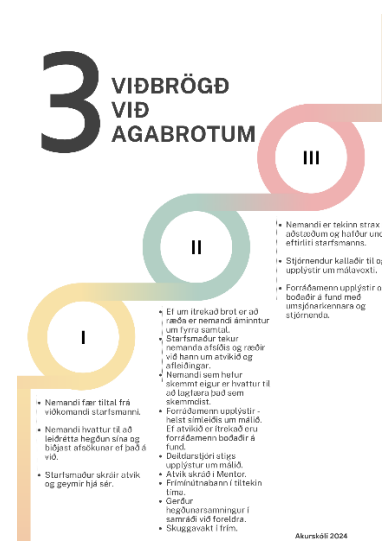 3
VIÐBRÖGÐ
VIÐ
AGABROTUM
III
II
I
• Nemandi er tekinn strax
aðstæðum og hafður und
eftirliti starfsmanns.
• Stjórnendur kallaðir til og
upplýstir um málavoxti.
• Forráðamenn upplýstir o
boðaðir á fund með
umsjónarkennara og
stjórnenda.
• Ef um ítrekað brot er að
ræða er nemandi áminntur
um fyrra samtal.
• Starfsmaður tekur
nemanda afsíðis og ræðir
við hann um atvikið og
afleiðingar.
• Nemandi sem hefur
skemmt eigur er hvattur til
að lagfæra það sem
skemmdist.
• Forráðamenn upplýstir -
helst símleiðis um málið.
Ef atvikið er ítrekað eru
forráðamenn boðaðir á
fund.
• Deildarstjóri stigs
upplýstur um málið.
• Atvik skráð í Mentor.
• Frímínútnabann í tiltekin
tíma.
• Gerður
hegðunarsamningur í
samráði við foreldra.
• Skuggavakt í frím.
• Nemandi fær tiltal frá
viðkomandi starfsmanni.
• Nemandi hvattur til að
leiðrétta hegðun sína og
biðjast afsökunar ef það á
við.
• Starfsmaður skráir atvik
og geymir hjá sér.
Akurskóli 2024